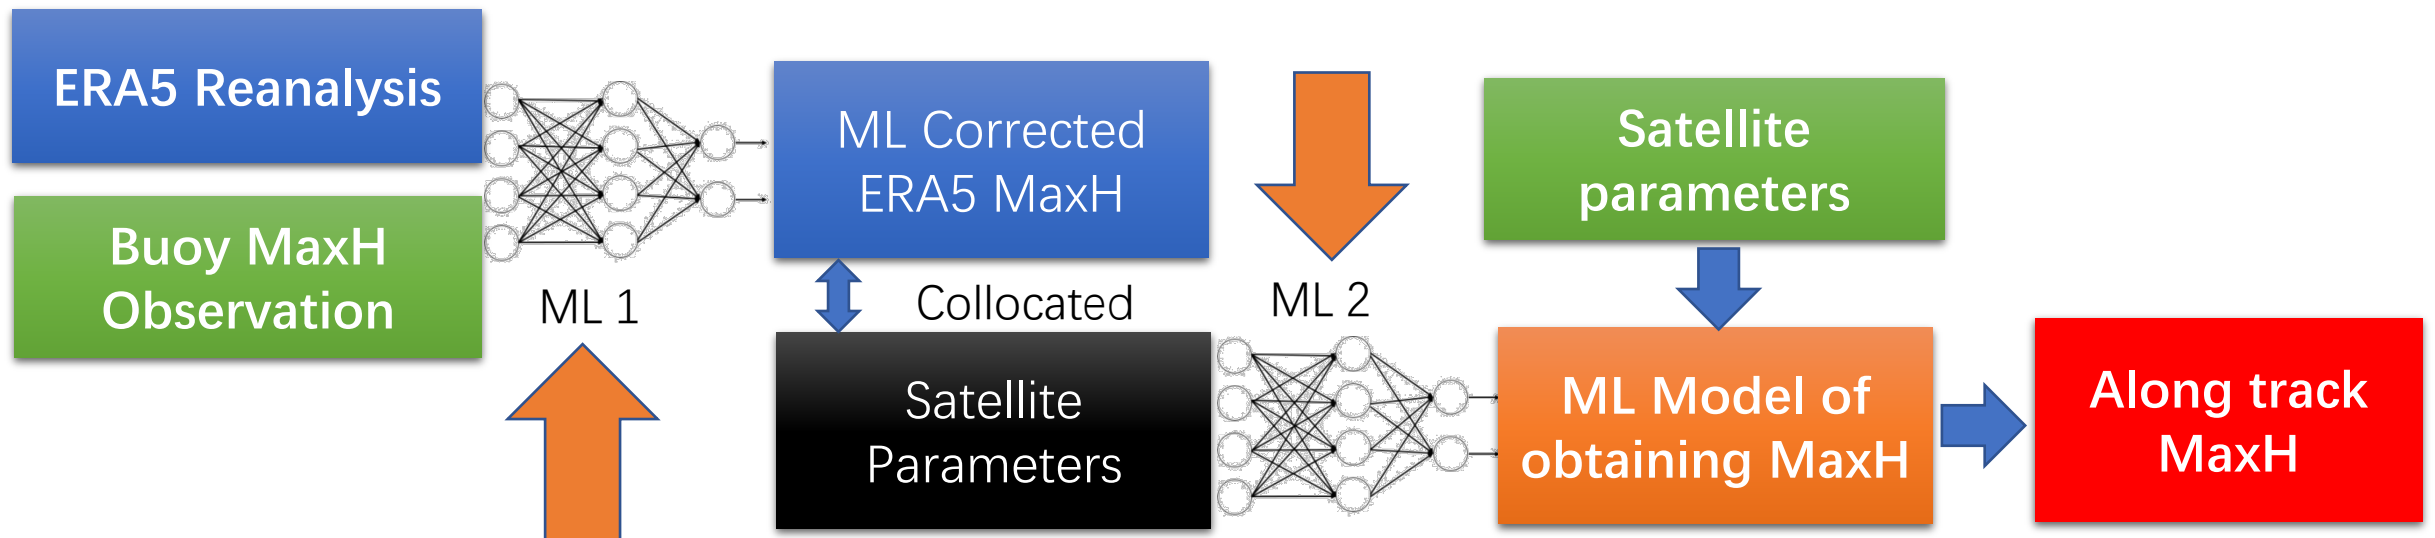 ERA5 Reanalysis
Buoy MaxH
Observation
ML 1
ML Corrected
ERA5 MaxH
Collocated
Satellite
Parameters
ML 2
Satellite
parameters
ML Model of
obtaining MaxH
Along track
MaxH